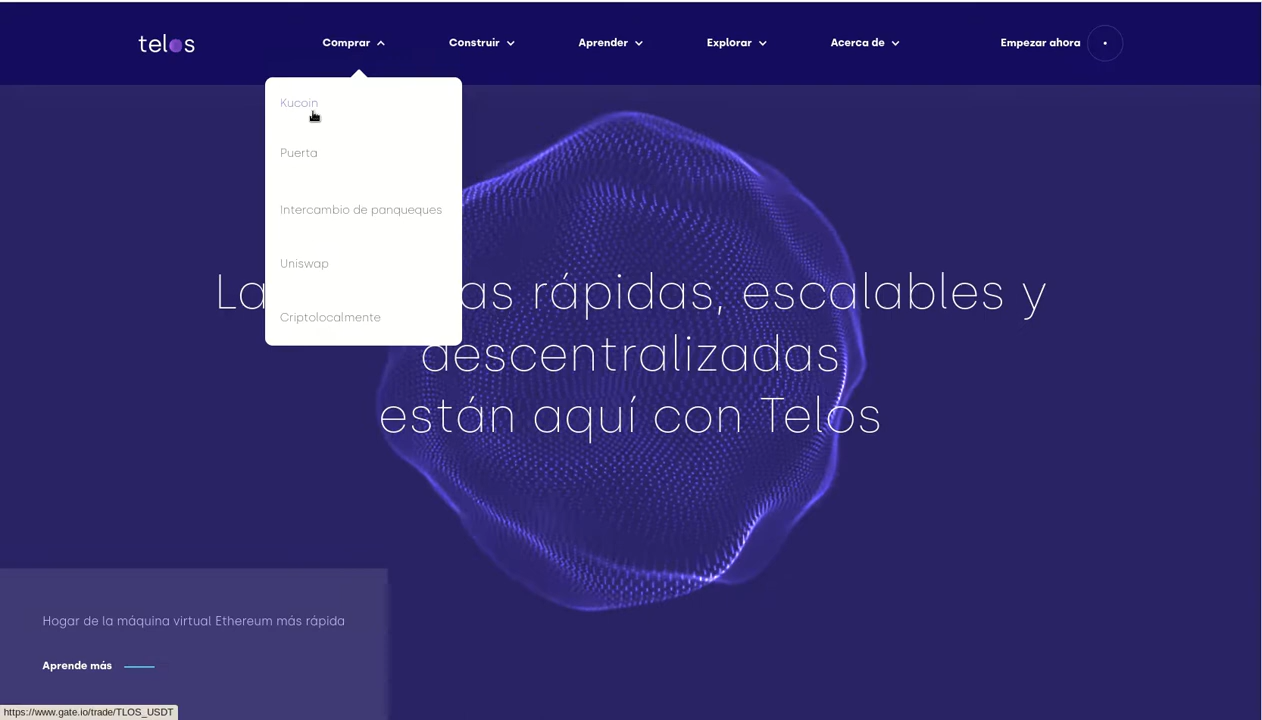 telos
Comprar
Construir
Aprender
Explorar
Acerca de
Empezar ahora
Kucoin
Puerta
Intercambio de panqueques
Uniswap
Criptolocalmente
La as rápidas, escalables y
descentralizadas
están aquí con Telos
Hogar de la máquina virtual Ethereum más rápida
Aprende más
https://www.gate.io/trade/TLOS_USDT